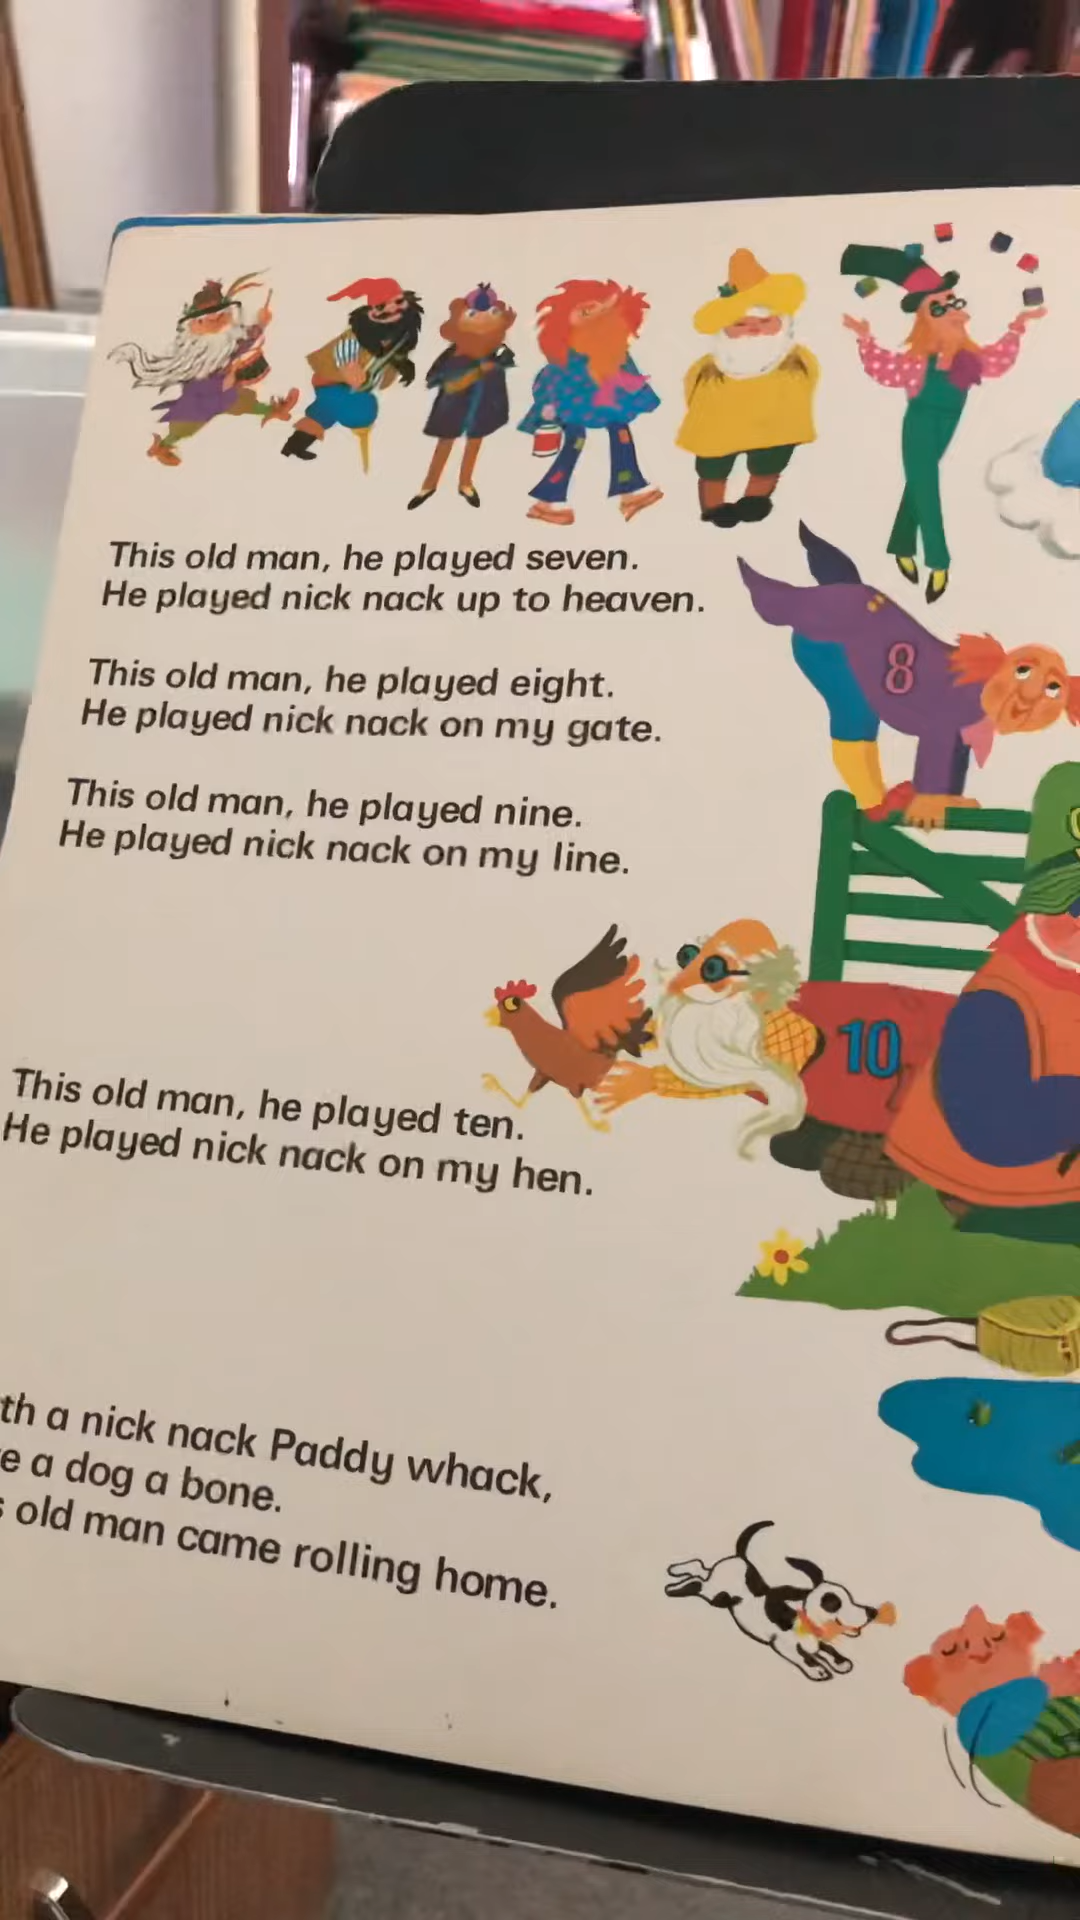 This old man, he played seven.
He played nick nack up to heaven.
This old man, he played eight.
He played nick nack on my gate.
This old man, he played nine.
He played nick nack on my line.
This old man, he played ten.
He played nick nack on my hen.
a nick nack Paddy whack,
a dog a bone.
old man came rolling home.
8
10